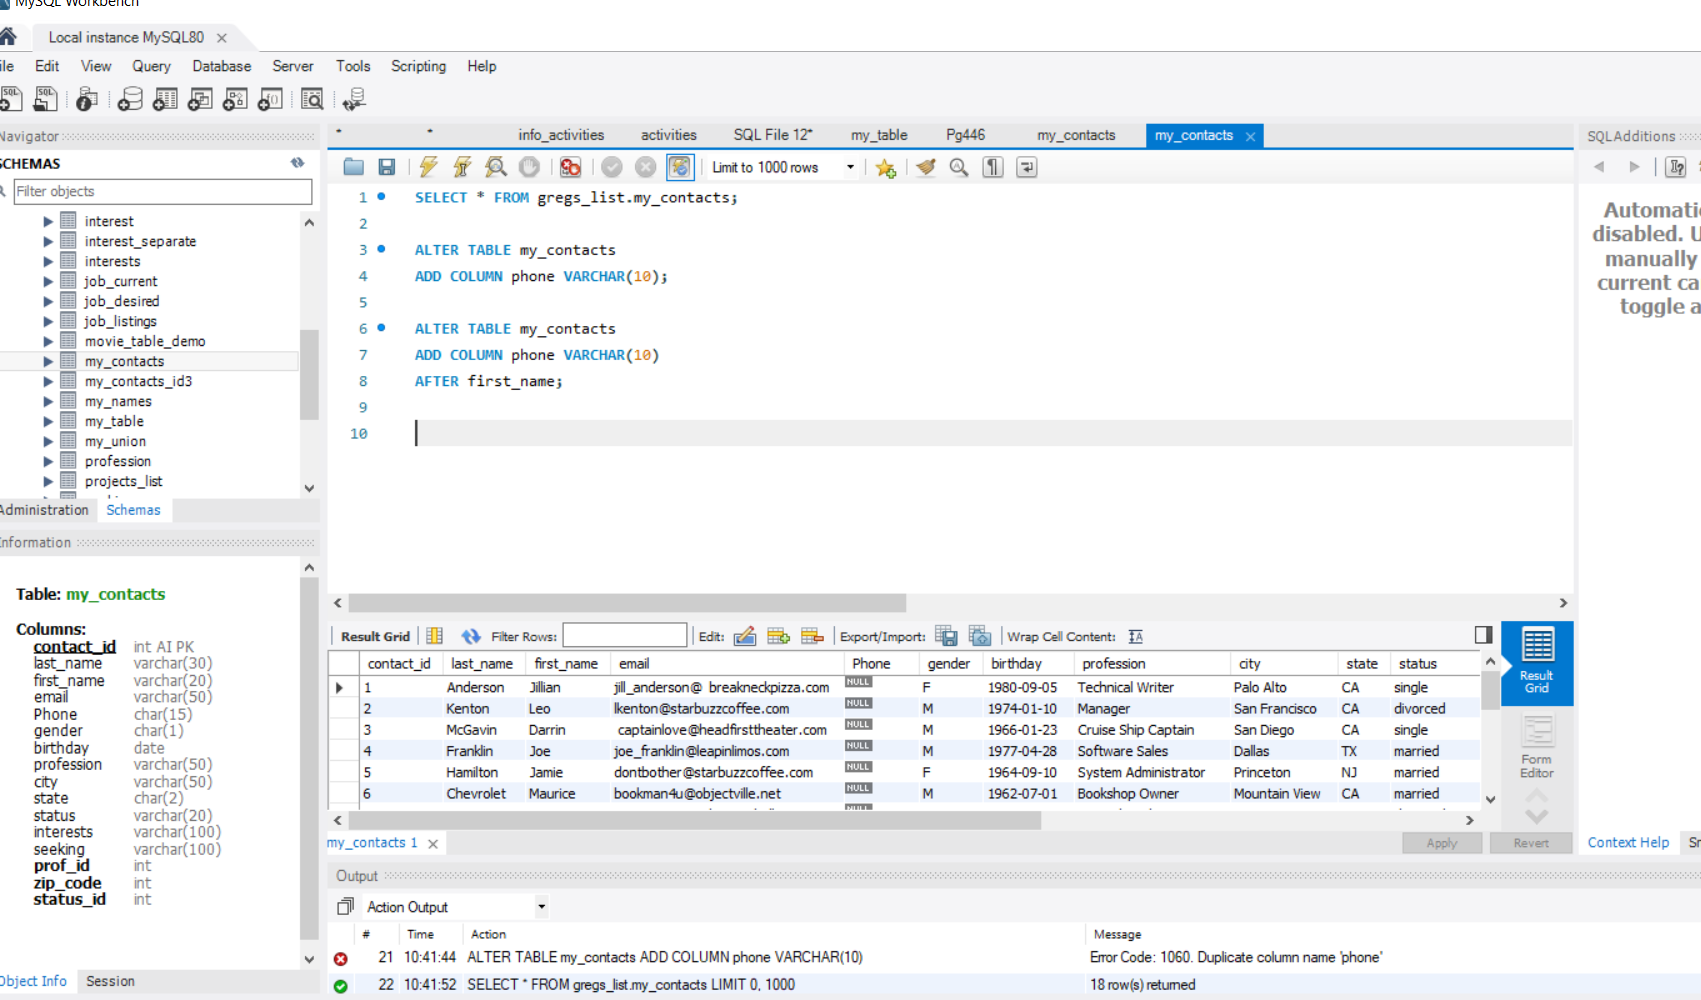 MySQL Workbench
Local instance MySQL80
Edit View Query Database Server Tools Scripting Help
Navigator
SCHEMAS
Filter objects
interest
interest_separate
interests
job_current
job_desired
job_listings
movie_table_demo
my_contacts
my_contacts_id3
my_names
my_table
my_union
profession
projects_list
Administration Schemas
Information
Table: my_contacts
Columns:
contact_id int AI PK
last_name varchar(30)
first_name varchar(20)
email varchar(50)
Phone char(15)
gender char(1)
birthday date
profession varchar(50)
city varchar(50)
state char(2)
status varchar(20)
interests varchar(100)
seeking varchar(100)
prof_id int
zip_code int
status_id int
Object Info Session
* * info_activities activities SQL File 12* my_table Pg446 my_contacts my_contacts
Limit to 1000 rows
1 SELECT * FROM gregs_list.my_contacts;
2
3 ALTER TABLE my_contacts
4 ADD COLUMN phone VARCHAR(10);
5
6 ALTER TABLE my_contacts
7 ADD COLUMN phone VARCHAR(10)
8 AFTER first_name;
9
10
Result Grid Filter Rows: Edit: Export/Import: Wrap Cell Content:
contact_id last_name first_name email Phone gender birthday profession city state status
1 Anderson Jillian jill_anderson@ breakneckpizza.com NULL F 1980-09-05 Technical Writer Palo Alto CA single
2 Kenton Leo lkenton@starbuzzcoffee.com NULL M 1974-01-10 Manager San Francisco CA divorced
3 McGavin Darrin captainlove@headfirsttheater.com NULL M 1966-01-23 Cruise Ship Captain San Diego CA single
4 Franklin Joe joe_franklin@leapinlimos.com NULL M 1977-04-28 Software Sales Dallas TX married
5 Hamilton Jamie dontbother@starbuzzcoffee.com NULL F 1964-09-10 System Administrator Princeton NJ married
6 Chevrolet Maurice bookman4u@objectville.net NULL M 1962-07-01 Bookshop Owner Mountain View CA married
NULL
Result
Grid
Form
Editor
my_contacts 1 Apply Revert
Output
Action Output
# Time Action Message
21 10:41:44 ALTER TABLE my_contacts ADD COLUMN phone VARCHAR(10) Error Code: 1060. Duplicate column name 'phone'
22 10:41:52 SELECT * FROM gregs_list.my_contacts LIMIT 0, 1000 18 row(s) returned
SQLAdditions
Automatic
disabled. U
manually
current ca
toggle a
Context Help Sn